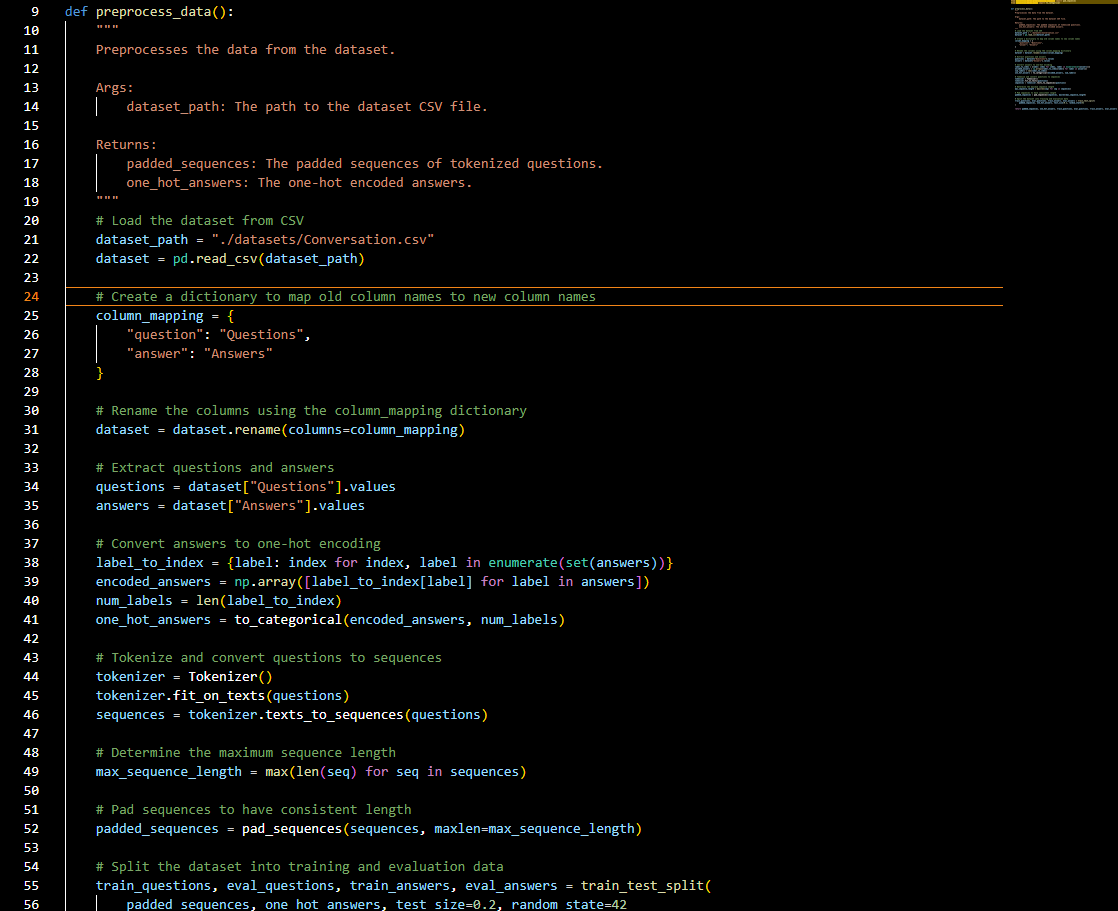 9 def preprocess_data():
10 """
11 Preprocesses the data from the dataset.
12
13 Args:
14 dataset_path: The path to the dataset CSV file.
15
16 Returns:
17 padded_sequences: The padded sequences of tokenized questions.
18 one_hot_answers: The one-hot encoded answers.
19 """
20 # Load the dataset from CSV
21 dataset_path = "./datasets/Conversation.csv"
22 dataset = pd.read_csv(dataset_path)
23
24 # Create a dictionary to map old column names to new column names
25 column_mapping = {
26 "question": "Questions",
27 "answer": "Answers"
28 }
29
30 # Rename the columns using the column_mapping dictionary
31 dataset = dataset.rename(columns=column_mapping)
32
33 # Extract questions and answers
34 questions = dataset["Questions"].values
35 answers = dataset["Answers"].values
36
37 # Convert answers to one-hot encoding
38 label_to_index = {label: index for index, label in enumerate(set(answers))}
39 encoded_answers = np.array([label_to_index[label] for label in answers])
40 num_labels = len(label_to_index)
41 one_hot_answers = to_categorical(encoded_answers, num_labels)
42
43 # Tokenize and convert questions to sequences
44 tokenizer = Tokenizer()
45 tokenizer.fit_on_texts(questions)
46 sequences = tokenizer.texts_to_sequences(questions)
47
48 # Determine the maximum sequence length
49 max_sequence_length = max(len(seq) for seq in sequences)
50
51 # Pad sequences to have consistent length
52 padded_sequences = pad_sequences(sequences, maxlen=max_sequence_length)
53
54 # Split the dataset into training and evaluation data
55 train_questions, eval_questions, train_answers, eval_answers = train_test_split(
56 padded_sequences, one_hot_answers, test_size=0.2, random_state=42